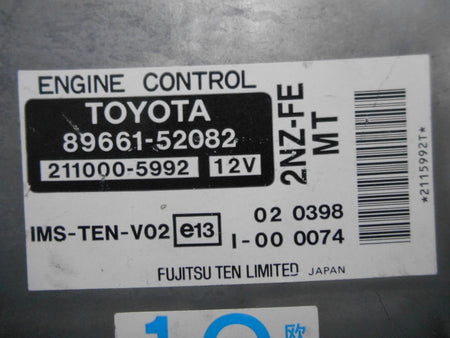 ENGINE CONTROL
TOYOTA
89661-52082
211000-5992 12V
2NZ-FE
MT
*2115992T*
IMS-TEN-V02 e13
02 0398
I-00 0074
FUJITSU TEN LIMITED JAPAN
欧